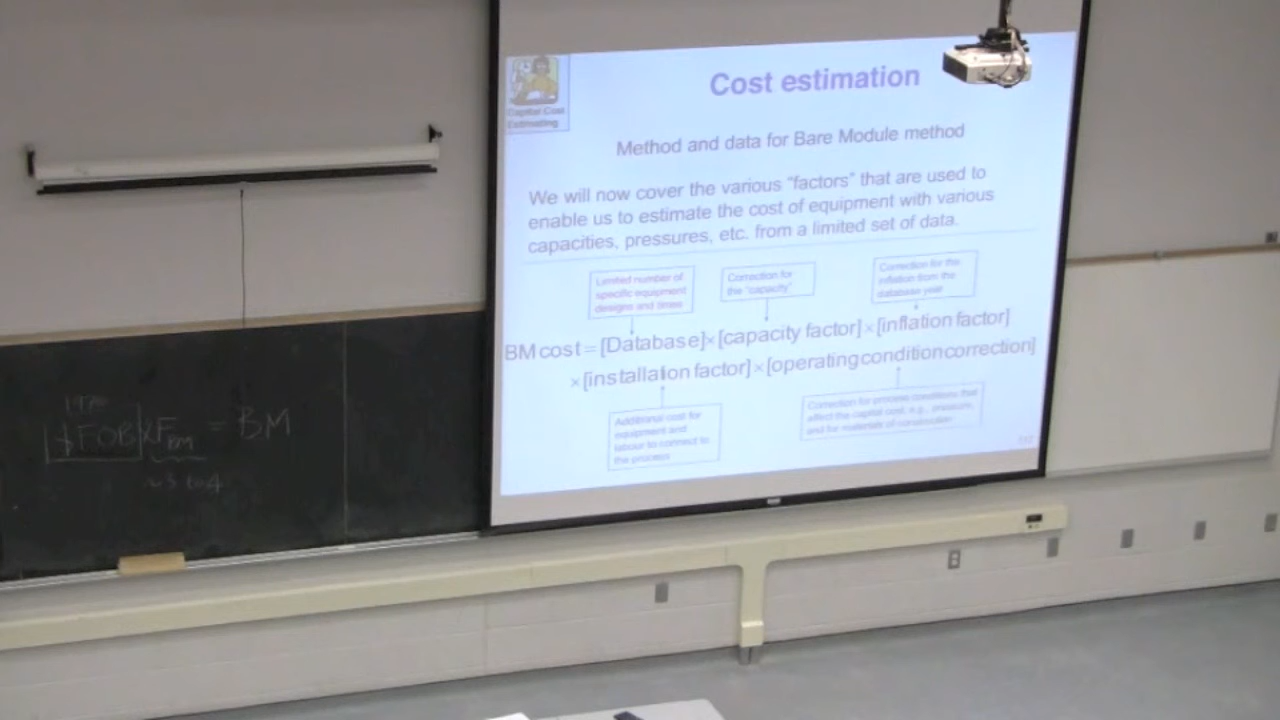 Capital Cost
Estimating
Cost estimation
Method and data for Bare Module method
We will now cover the various “factors” that are used to
enable us to estimate the cost of equipment with various
capacities, pressures, etc. from a limited set of data.
Limited number of
specific equipment
designs and times
Correction for
the “capacity”
Correction for the
inflation from the
database year
BM cost = [Database]×[capacity factor]×[inflation factor]
×[installation factor]×[operating condition correction]
Additional cost for
equipment and
labour to connect to
the process
Correction for process conditions that
affect the capital cost, e.g., pressure,
and for materials of construction
$FOB x F_BM = BM